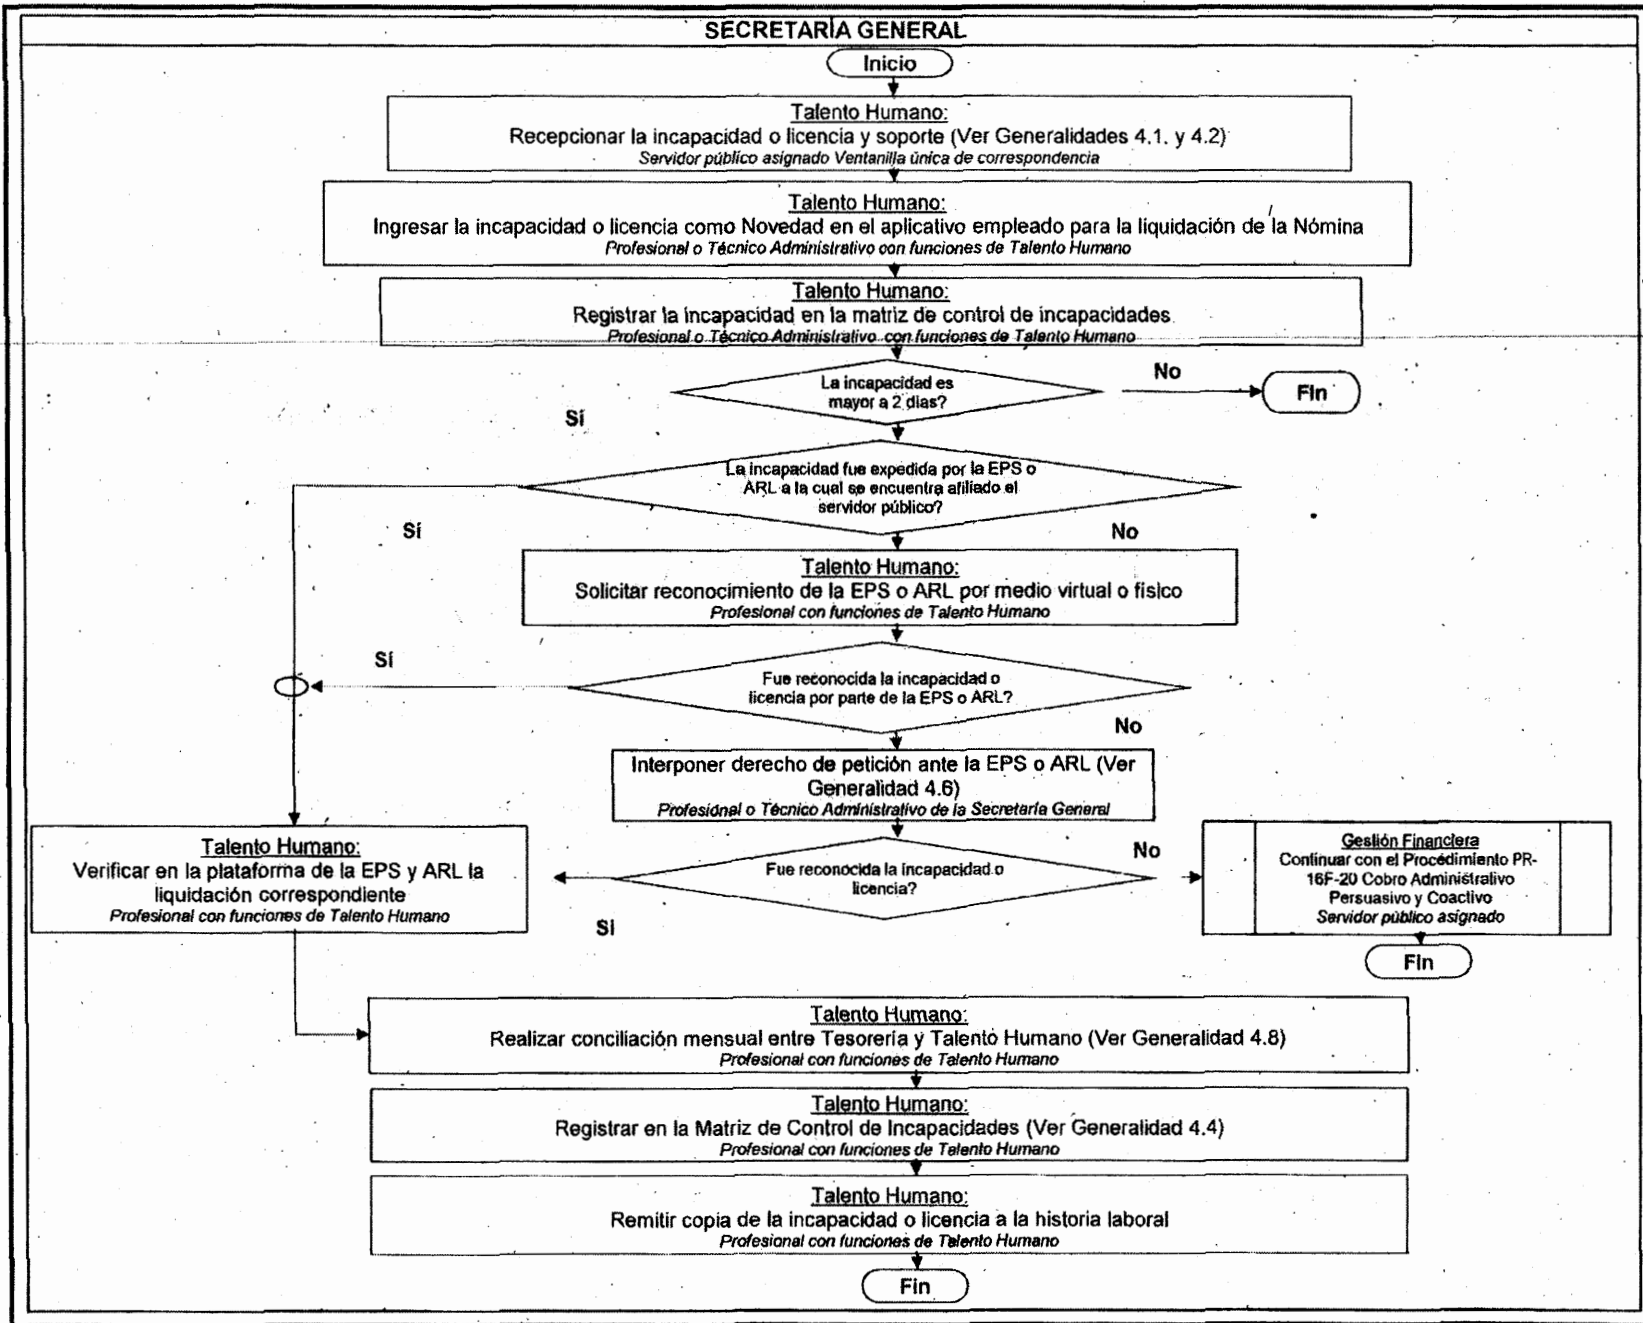 SECRETARÍA GENERAL
Inicio
Talento Humano:
Recepcionar la incapacidad o licencia y soporte (Ver Generalidades 4.1. y 4.2)
Servidor público asignado Ventanilla única de correspondencia
Talento Humano:
Ingresar la incapacidad o licencia como Novedad en el aplicativo empleado para la liquidación de la Nómina
Profesional o Técnico Administrativo con funciones de Talento Humano
Talento Humano:
Registrar la incapacidad en la matriz de control de incapacidades
Profesional o Técnico Administrativo con funciones de Talento Humano
La incapacidad es
mayor a 2 días?
No
Fin
Sí
La incapacidad fue expedida por la EPS o
ARL a la cual se encuentra afiliado el
servidor público?
Sí
No
Talento Humano:
Solicitar reconocimiento de la EPS o ARL por medio virtual o físico
Profesional con funciones de Talento Humano
Sí
Fue reconocida la incapacidad o
licencia por parte de la EPS o ARL?
No
Interponer derecho de petición ante la EPS o ARL (Ver
Generalidad 4.6)
Profesional o Técnico Administrativo de la Secretaría General
Talento Humano:
Verificar en la plataforma de la EPS y ARL la
liquidación correspondiente
Profesional con funciones de Talento Humano
Fue reconocida la incapacidad o
licencia?
No
Sí
Gestión Financiera
Continuar con el Procedimiento PR-
16F-20 Cobro Administrativo
Persuasivo y Coactivo
Servidor público asignado
Fin
Talento Humano:
Realizar conciliación mensual entre Tesorería y Talento Humano (Ver Generalidad 4.8)
Profesional con funciones de Talento Humano
Talento Humano:
Registrar en la Matriz de Control de Incapacidades (Ver Generalidad 4.4)
Profesional con funciones de Talento Humano
Talento Humano:
Remitir copia de la incapacidad o licencia a la historia laboral
Profesional con funciones de Talento Humano
Fin